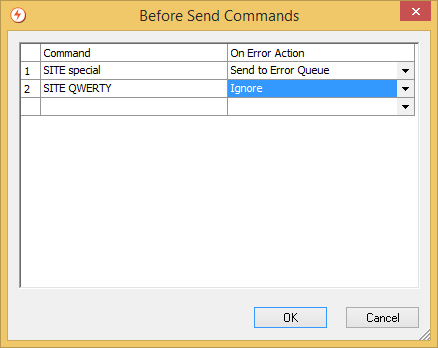 Before Send Commands
Command On Error Action
1 SITE special Send to Error Queue
2 SITE QWERTY Ignore
OK Cancel